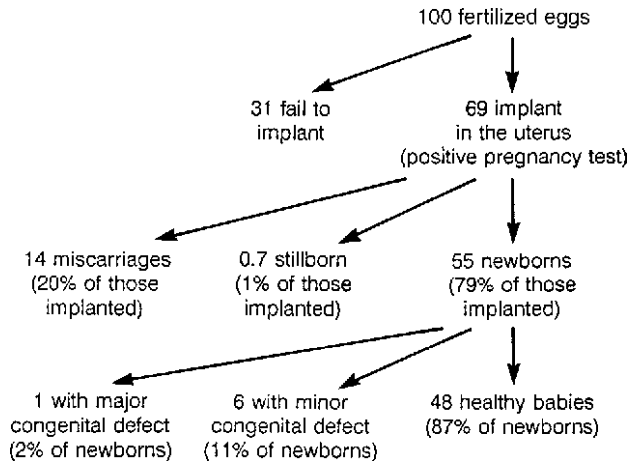 100 fertilized eggs
31 fail to
implant
69 implant
in the uterus
(positive pregnancy test)
14 miscarriages
(20% of those
implanted)
0.7 stillborn
(1% of those
implanted)
55 newborns
(79% of those
implanted)
1 with major
congenital defect
(2% of newborns)
6 with minor
congenital defect
(11% of newborns)
48 healthy babies
(87% of newborns)